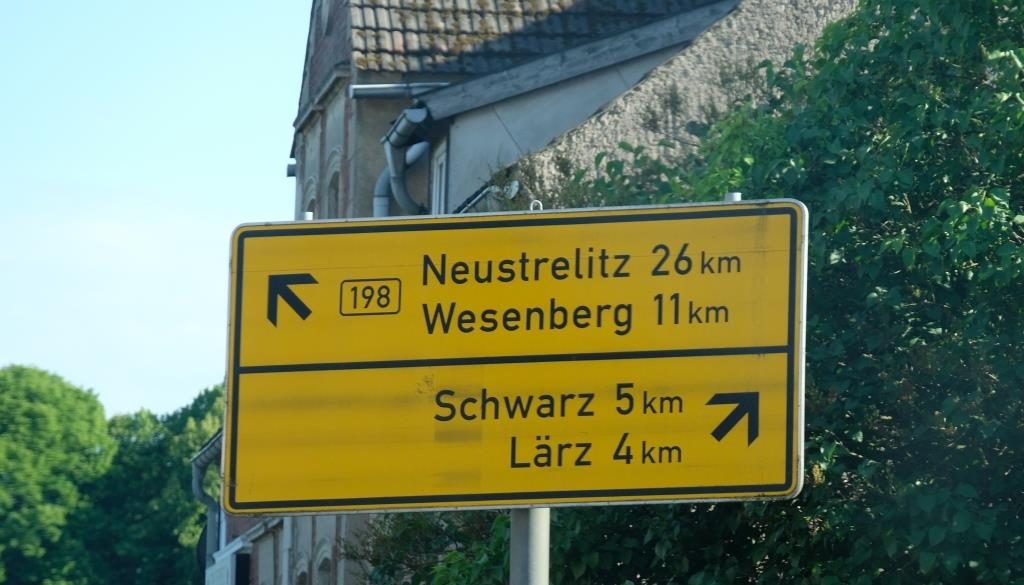 198
Neustrelitz 26 km
Wesenberg 11 km
Schwarz 5 km
Lärz 4 km